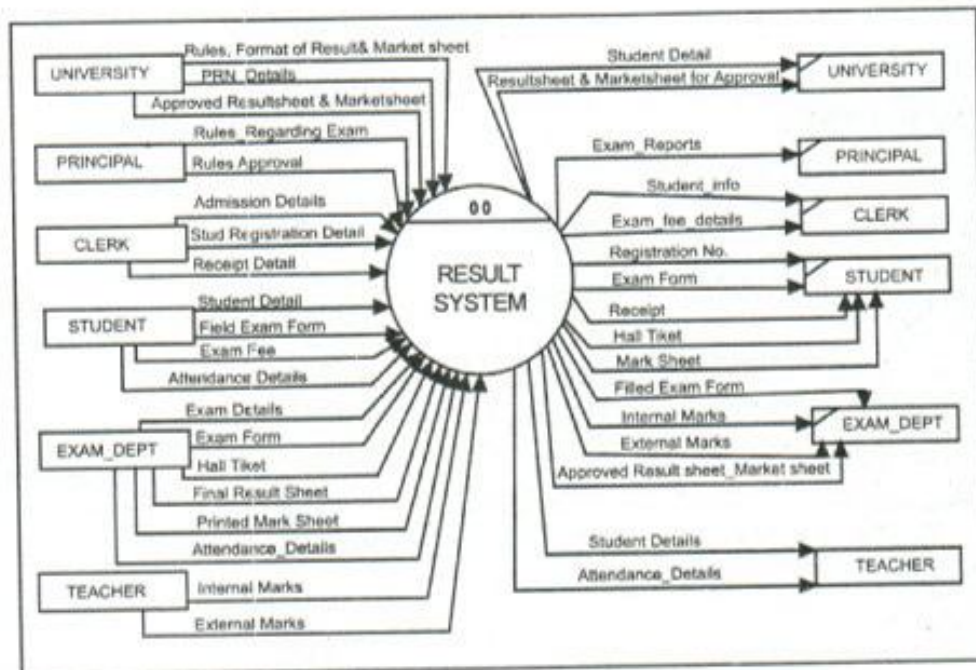 UNIVERSITY
Rules, Format of Result& Market sheet
PRN_Details
Approved Resultsheet & Marketsheet
PRINCIPAL
Rules_Regarding Exam
Rules Approval
CLERK
Admission Details
Stud Registration Detail
Receipt Detail
STUDENT
Student Detail
Field Exam Form
Exam Fee
Attendance Details
EXAM_DEPT
Exam Details
Exam Form
Hall Tiket
Final Result Sheet
Printed Mark Sheet
Attendance_Details
TEACHER
Internal Marks
External Marks
0 0
RESULT
SYSTEM
Student Detail
Resultsheet & Marketsheet for Approval
UNIVERSITY
Exam_Reports
PRINCIPAL
Student_info
Exam_fee_details
CLERK
Registration No.
Exam Form
STUDENT
Receipt
Hall Tiket
Mark Sheet
Filled Exam Form
Internal Marks
EXAM_DEPT
External Marks
Approved Result sheet_Market sheet
Student Details
Attendance_Details
TEACHER